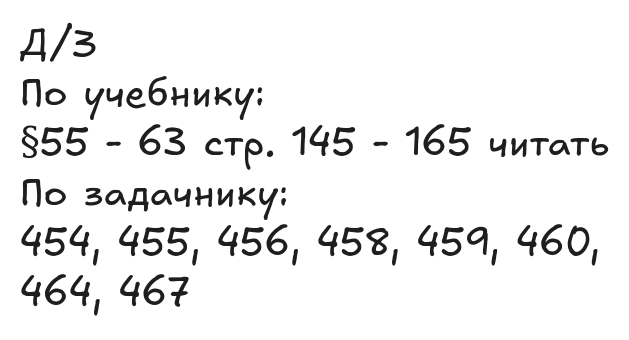 Д/З
По учебнику:
§55 - 63 стр. 145 - 165 читать
По задачнику:
454, 455, 456, 458, 459, 460,
464, 467